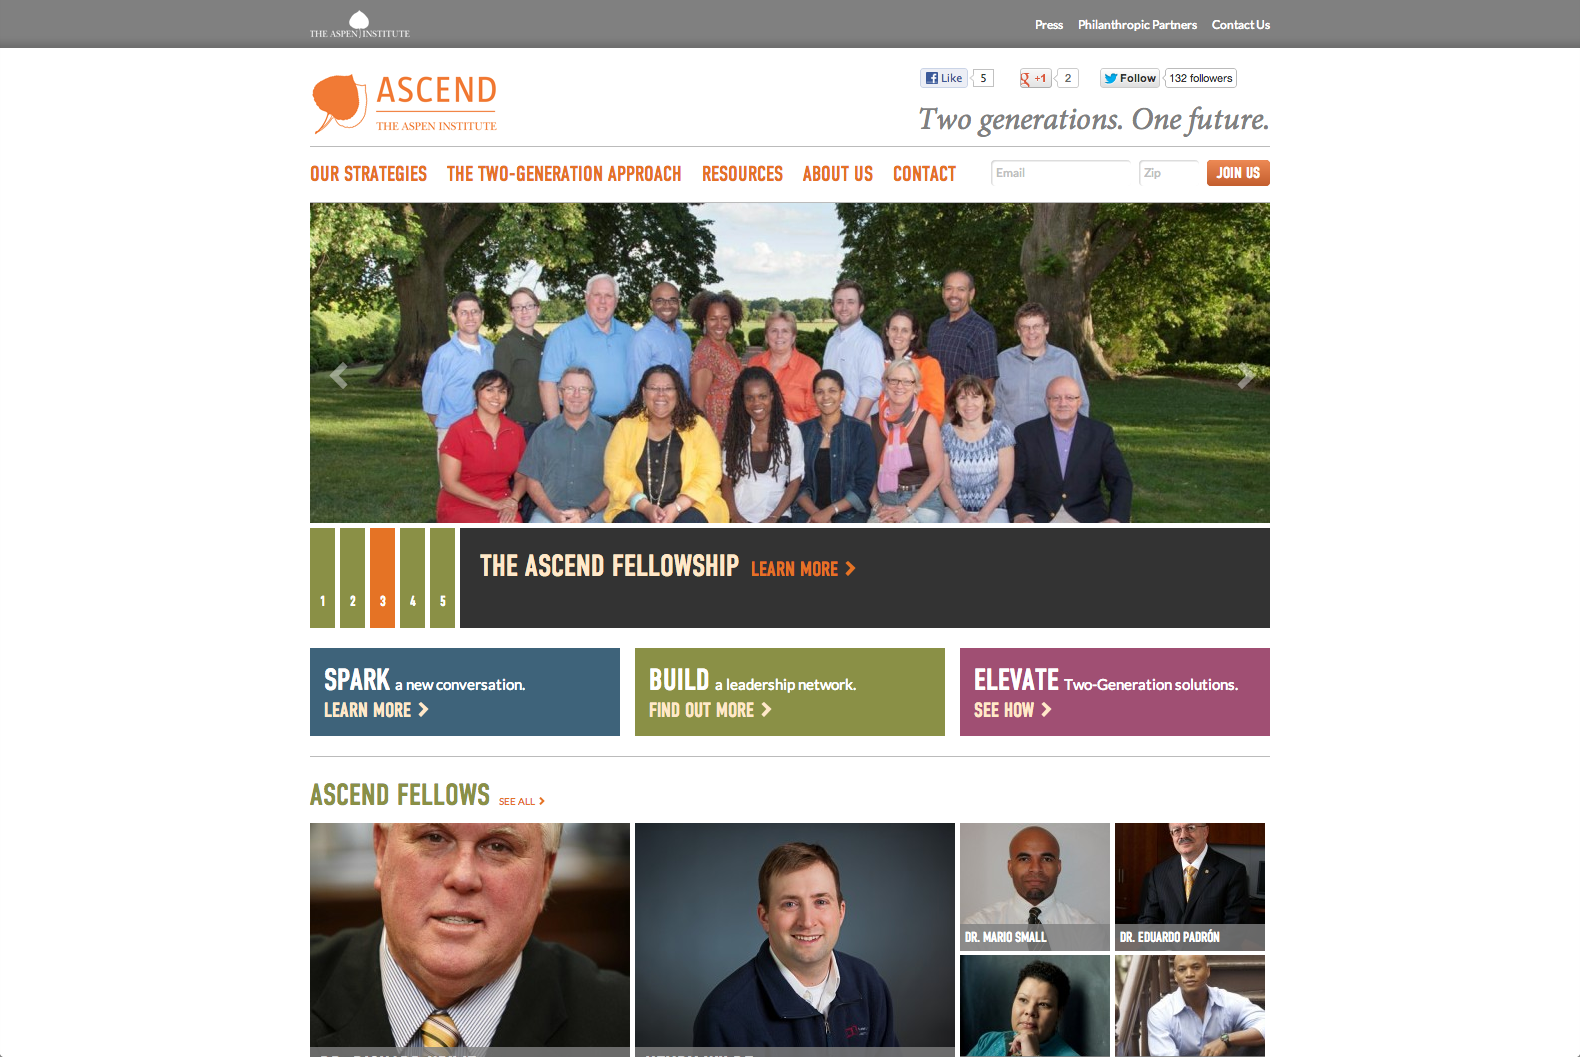 THE ASPEN INSTITUTE
Press Philanthropic Partners Contact Us
ASCEND
THE ASPEN INSTITUTE
Like 5 +1 2 Follow 132 followers
Two generations. One future.
OUR STRATEGIES THE TWO-GENERATION APPROACH RESOURCES ABOUT US CONTACT Email Zip JOIN US
THE ASCEND FELLOWSHIP LEARN MORE
1 2 3 4 5
SPARK a new conversation.
LEARN MORE
BUILD a leadership network.
FIND OUT MORE
ELEVATE Two-Generation solutions.
SEE HOW
ASCEND FELLOWS SEE ALL
DR. MARIO SMALL
DR. EDUARDO PADRÓN